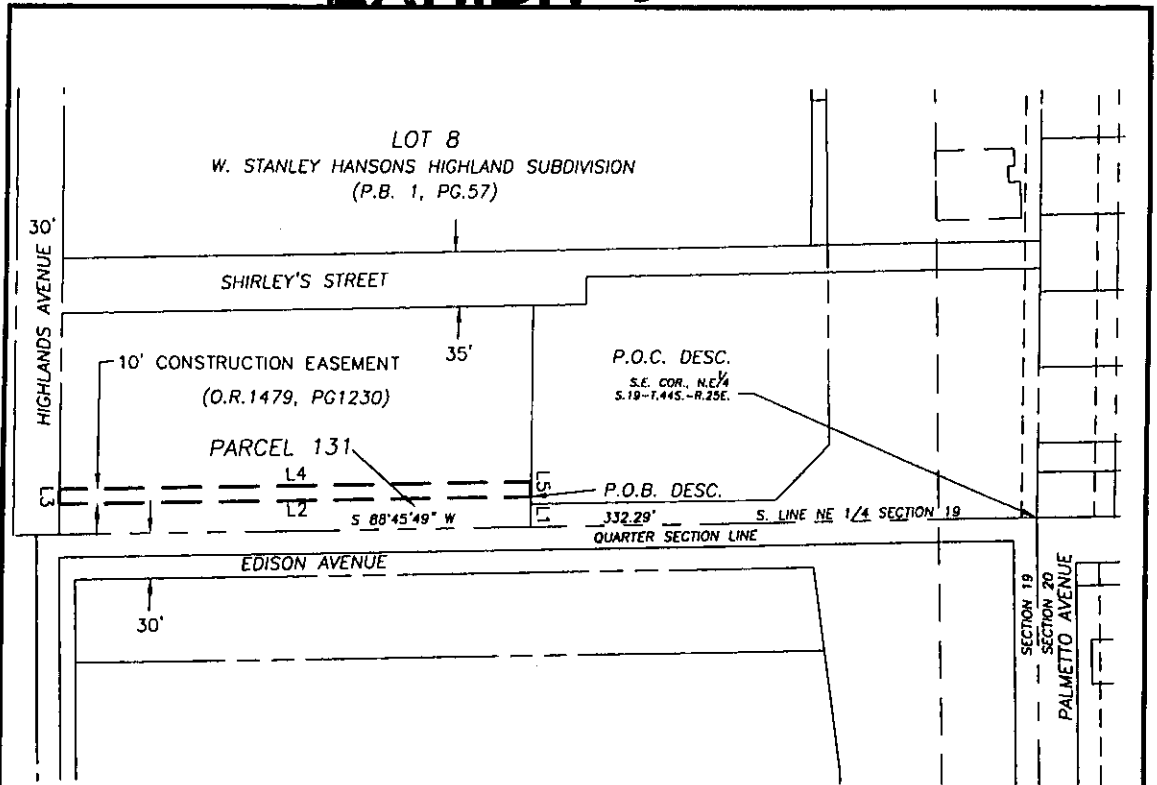 LOT 8
W. STANLEY HANSONS HIGHLAND SUBDIVISION
(P.B. 1, PG.57)
30'
HIGHLANDS AVENUE
SHIRLEY'S STREET
35'
10' CONSTRUCTION EASEMENT
(O.R.1479, PG1230)
P.O.C. DESC.
S.E. COR., N.E¼
S.19-T.44S.-R.25E.
PARCEL 131
L4
L5
L3
L2
L1
P.O.B. DESC.
S 88°45'49" W
332.29'
S. LINE NE 1/4 SECTION 19
QUARTER SECTION LINE
EDISON AVENUE
30'
SECTION 19
SECTION 20
PALMETTO AVENUE